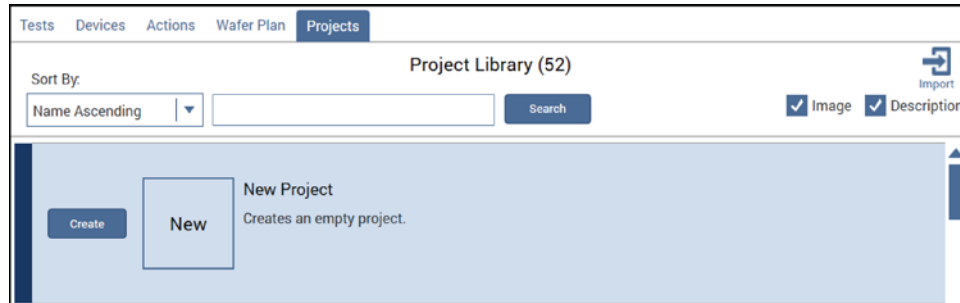 Tests Devices Actions Wafer Plan Projects
Project Library (52)
Import
Sort By:
Name Ascending
Search
Image
Description
New Project
Create
New
Creates an empty project.